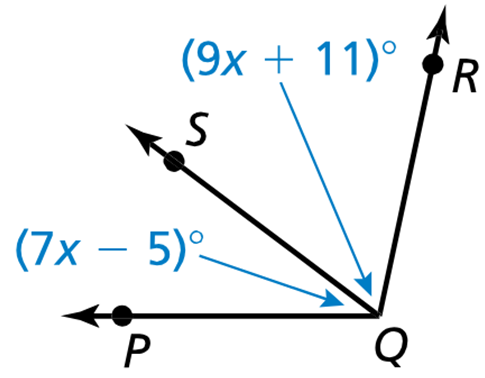 (9x + 11)°
R
S
(7x − 5)°
P
Q